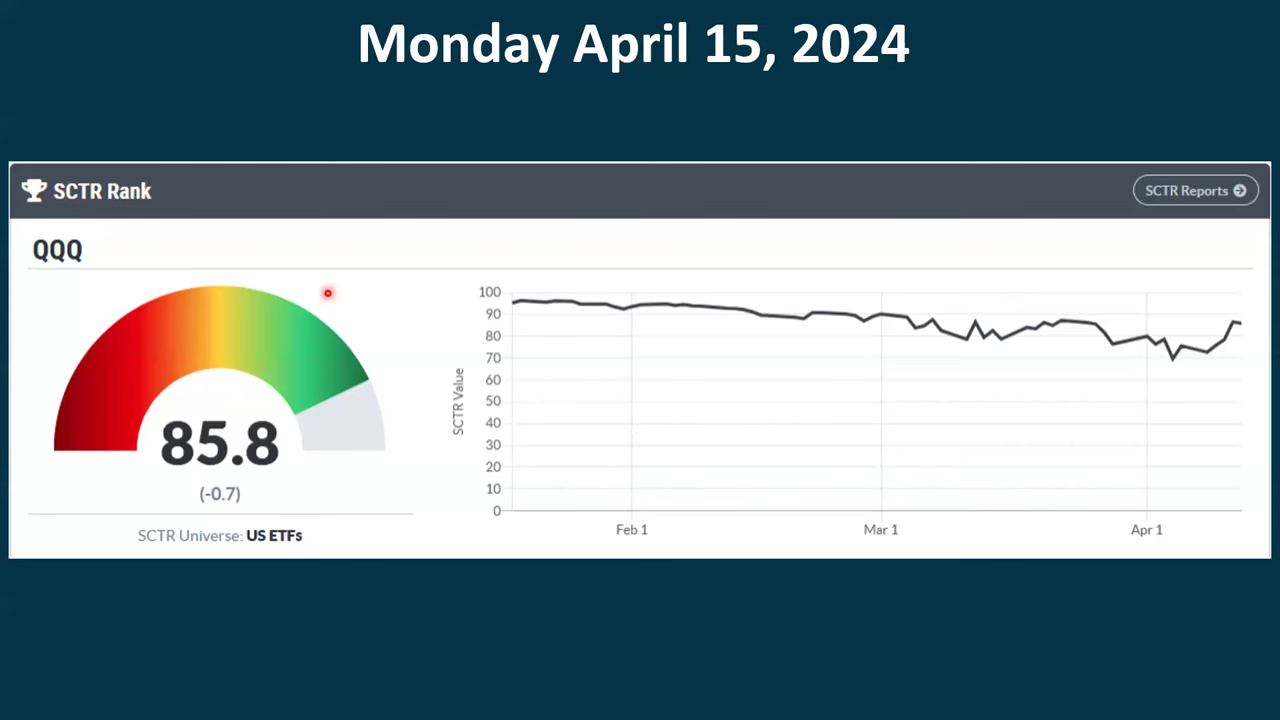 Monday April 15, 2024
SCTR Rank
SCTR Reports
QQQ
85.8
(-0.7)
SCTR Universe: US ETFs
SCTR Value
100
90
80
70
60
50
40
30
20
10
0
Feb 1
Mar 1
Apr 1